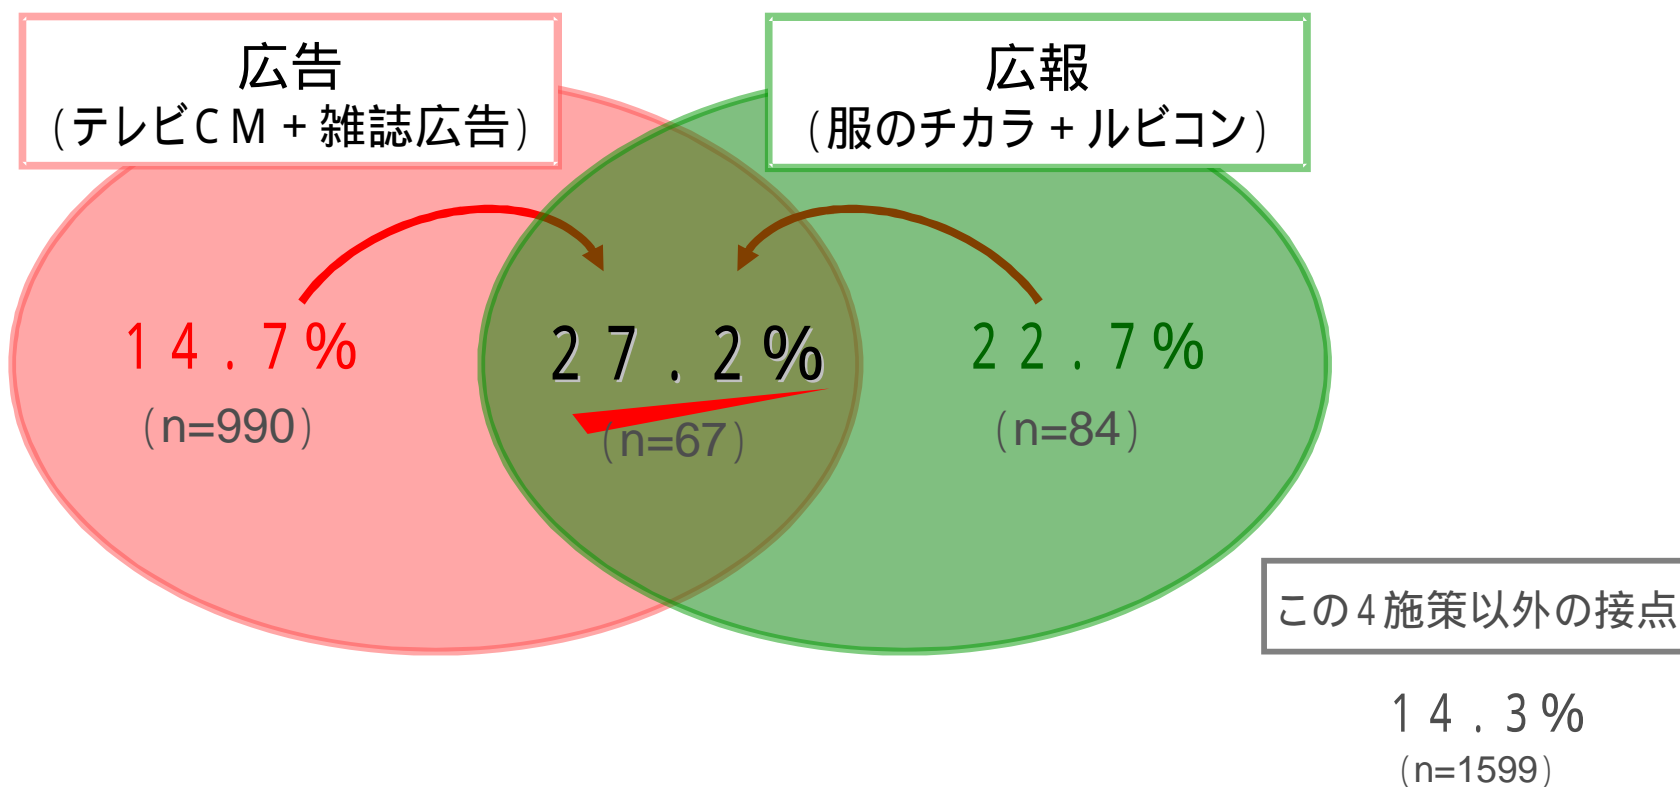 広告
(テレビCM+雑誌広告)
広報
(服のチカラ+ルビコン)
14.7%
(n=990)
27.2%
(n=67)
22.7%
(n=84)
この4施策以外の接点
14.3%
(n=1599)